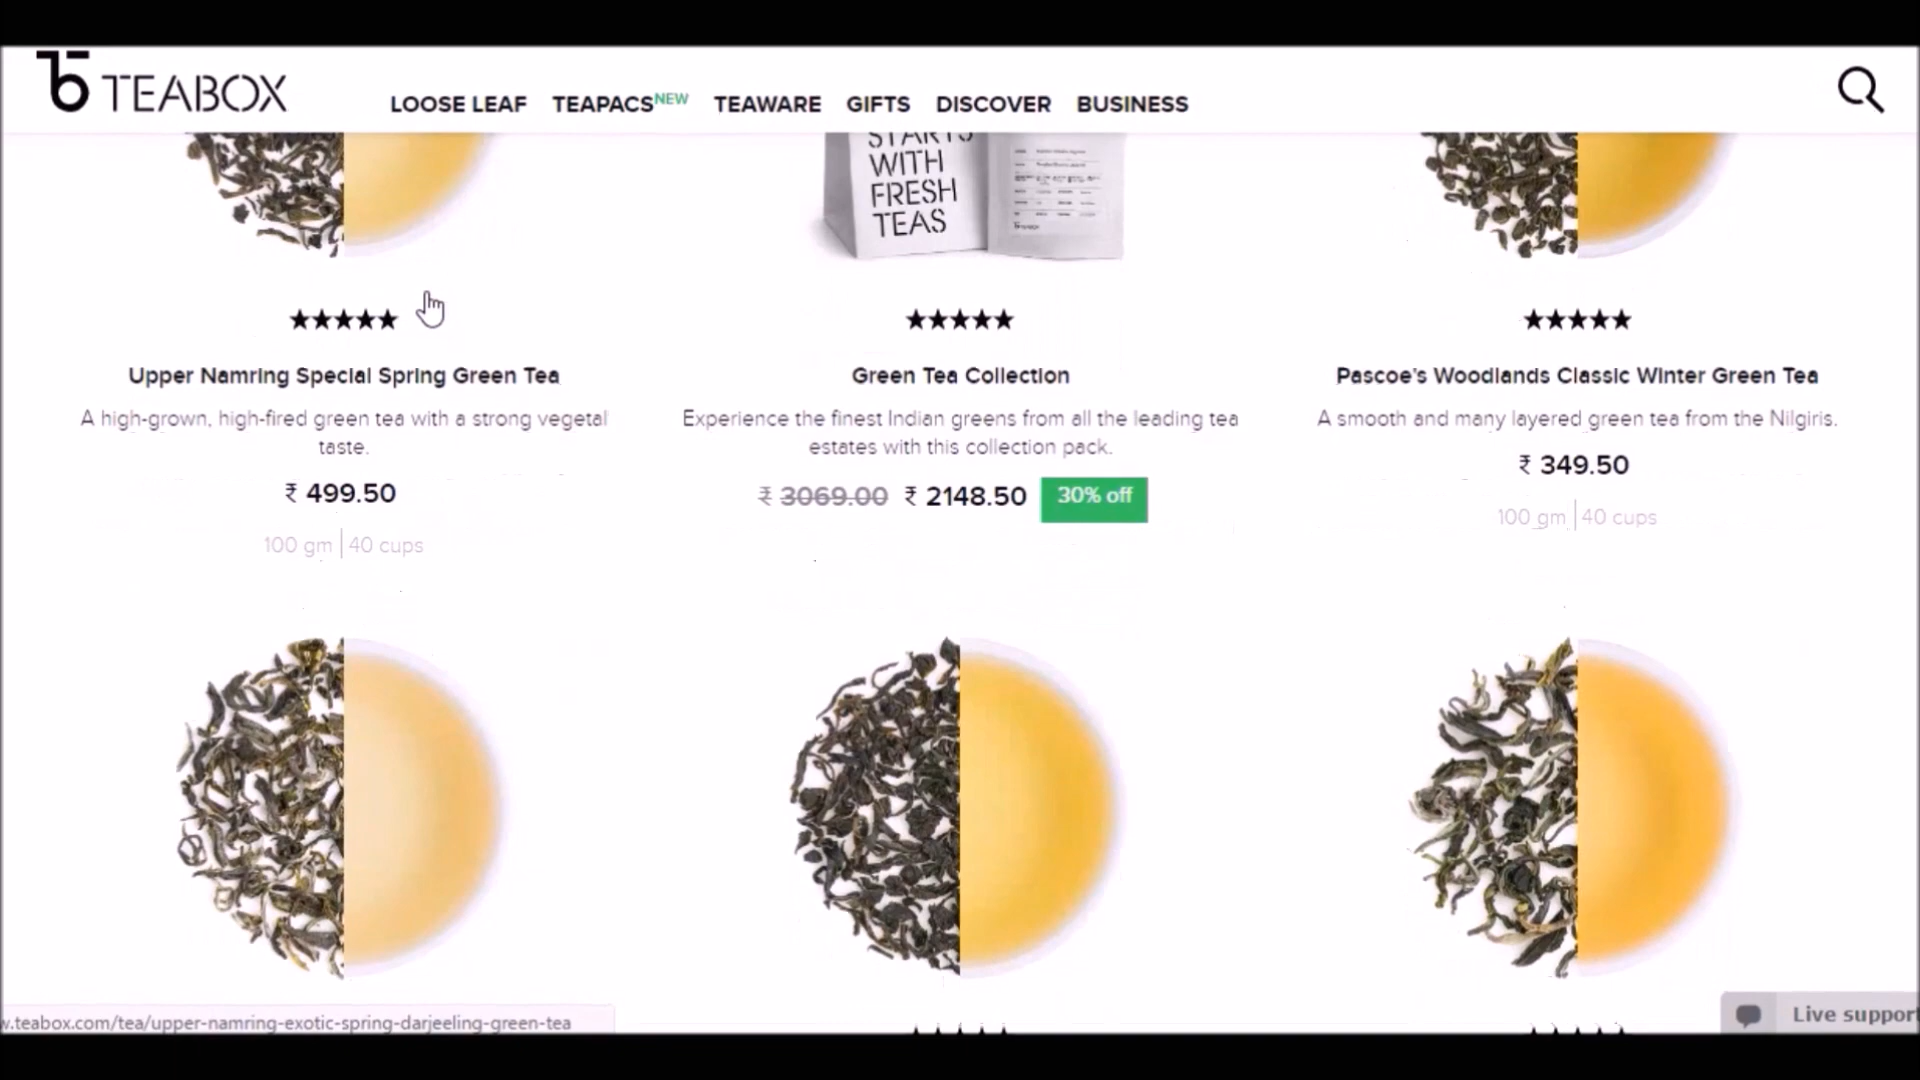 TEABOX
LOOSE LEAF TEAPACS NEW TEAWARE GIFTS DISCOVER BUSINESS
STARTS
WITH
FRESH
TEAS
★★★★★ ★★★★★ ★★★★★
Upper Namring Special Spring Green Tea
A high-grown, high-fired green tea with a strong vegetal
taste.
₹ 499.50
100 gm | 40 cups
Green Tea Collection
Experience the finest Indian greens from all the leading tea
estates with this collection pack.
₹ 3069.00 ₹ 2148.50 30% off
Pascoe's Woodlands Classic Winter Green Tea
A smooth and many layered green tea from the Nilgiris.
₹ 349.50
100 gm | 40 cups
w.teabox.com/tea/upper-namring-exotic-spring-darjeeling-green-tea
Live support